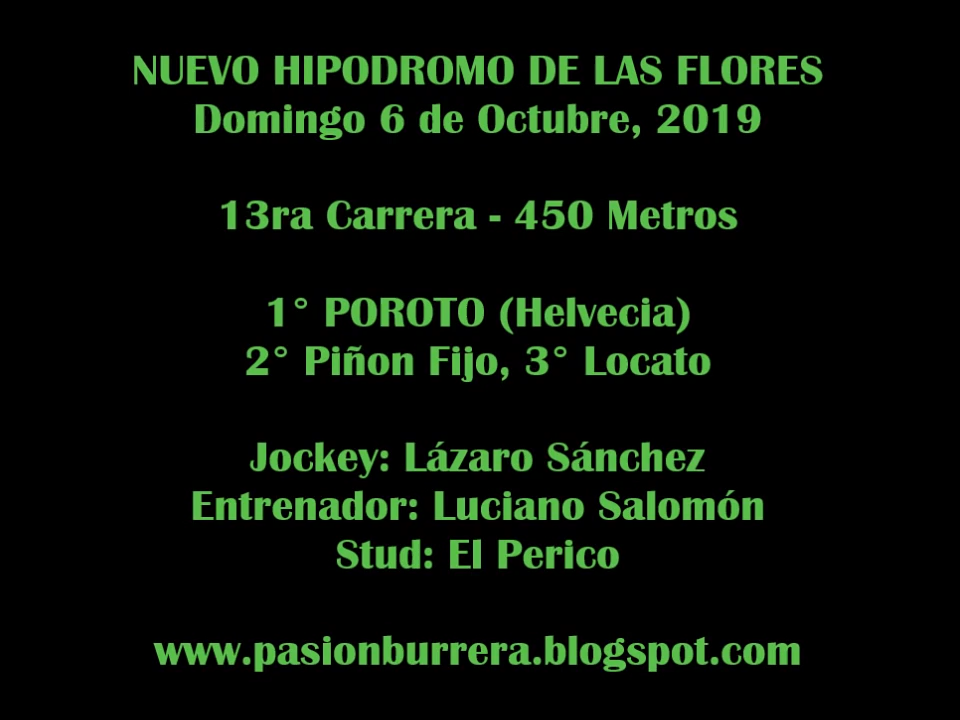 NUEVO HIPODROMO DE LAS FLORES
Domingo 6 de Octubre, 2019
13ra Carrera - 450 Metros
1° POROTO (Helvecia)
2° Piñon Fijo, 3° Locato
Jockey: Lázaro Sánchez
Entrenador: Luciano Salomón
Stud: El Perico
www.pasionburrera.blogspot.com